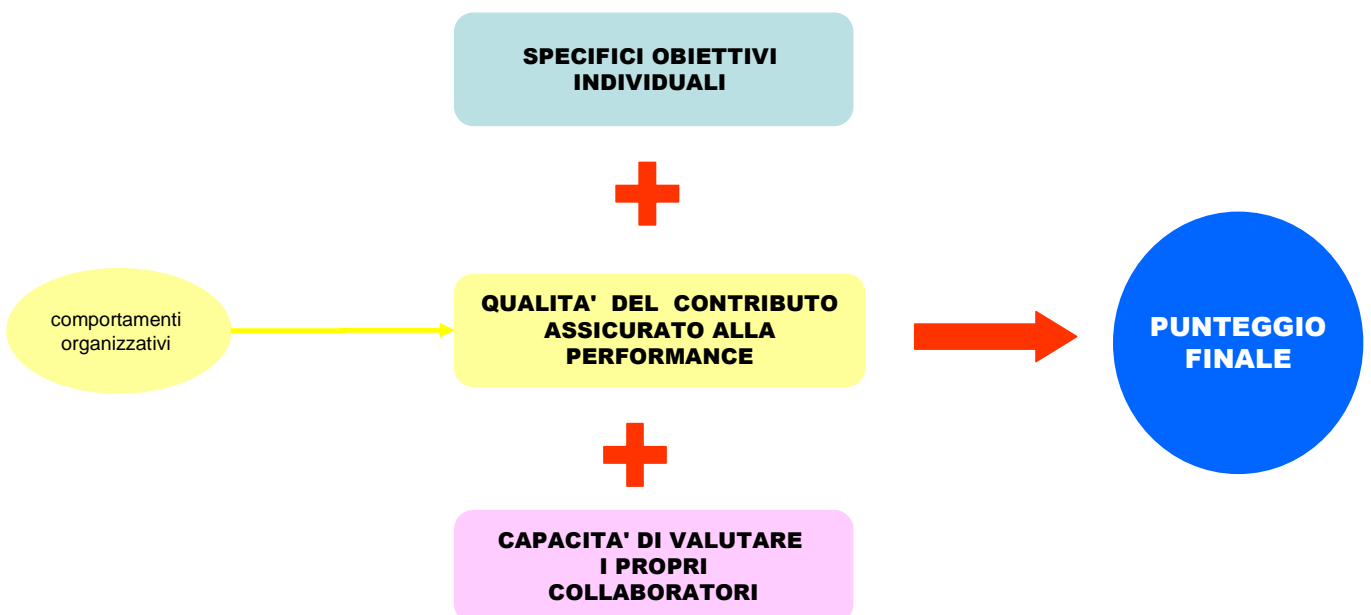 SPECIFICI OBIETTIVI
INDIVIDUALI
comportamenti
organizzativi
QUALITA' DEL CONTRIBUTO
ASSICURATO ALLA
PERFORMANCE
PUNTEGGIO
FINALE
CAPACITA' DI VALUTARE
I PROPRI
COLLABORATORI